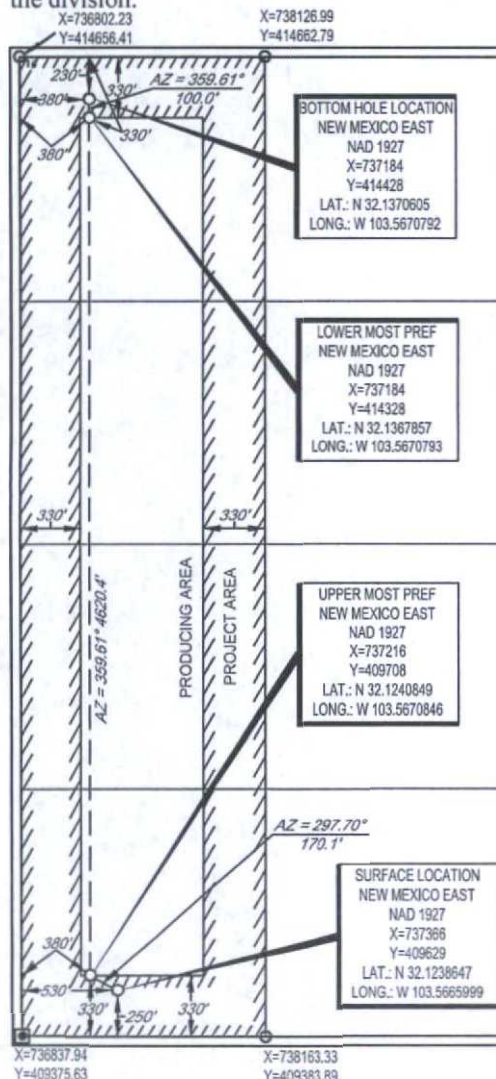 the division.
X=736802.23
Y=414656.41
X=738126.99
Y=414662.79
230'
330'
AZ = 359.61°
100.0'
380'
330'
380'
BOTTOM HOLE LOCATION
NEW MEXICO EAST
NAD 1927
X=737184
Y=414428
LAT.: N 32.1370605
LONG.: W 103.5670792
LOWER MOST PREF
NEW MEXICO EAST
NAD 1927
X=737184
Y=414328
LAT.: N 32.1367857
LONG.: W 103.5670793
330'
330'
AZ = 359.61° 4620.4'
PRODUCING AREA
PROJECT AREA
UPPER MOST PREF
NEW MEXICO EAST
NAD 1927
X=737216
Y=409708
LAT.: N 32.1240849
LONG.: W 103.5670846
AZ = 297.70°
170.1'
SURFACE LOCATION
NEW MEXICO EAST
NAD 1927
X=737366
Y=409629
LAT.: N 32.1238647
LONG.: W 103.5665999
380'
530'
330'
250'
330'
X=736837.94
Y=409375.63
X=738163.33
Y=409383.89